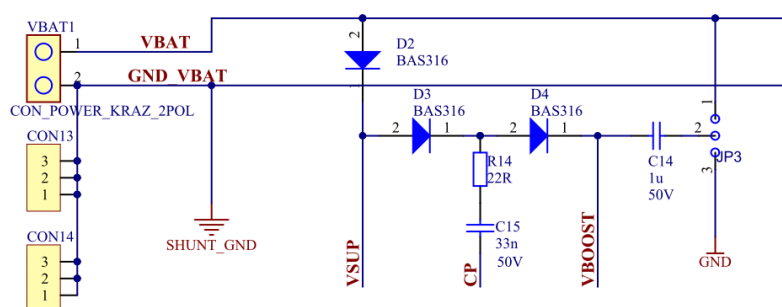 VBAT1
1
VBAT
2
GND_VBAT
CON_POWER_KRAZ_2POL
CON13
3
2
1
CON14
3
2
1
SHUNT_GND
2
D2
BAS316
D3
BAS316
2
1
D4
BAS316
2
1
R14
22R
C15
33n
50V
VSUP
CP
VBOOST
C14
1u
50V
1
2
3
JP3
GND